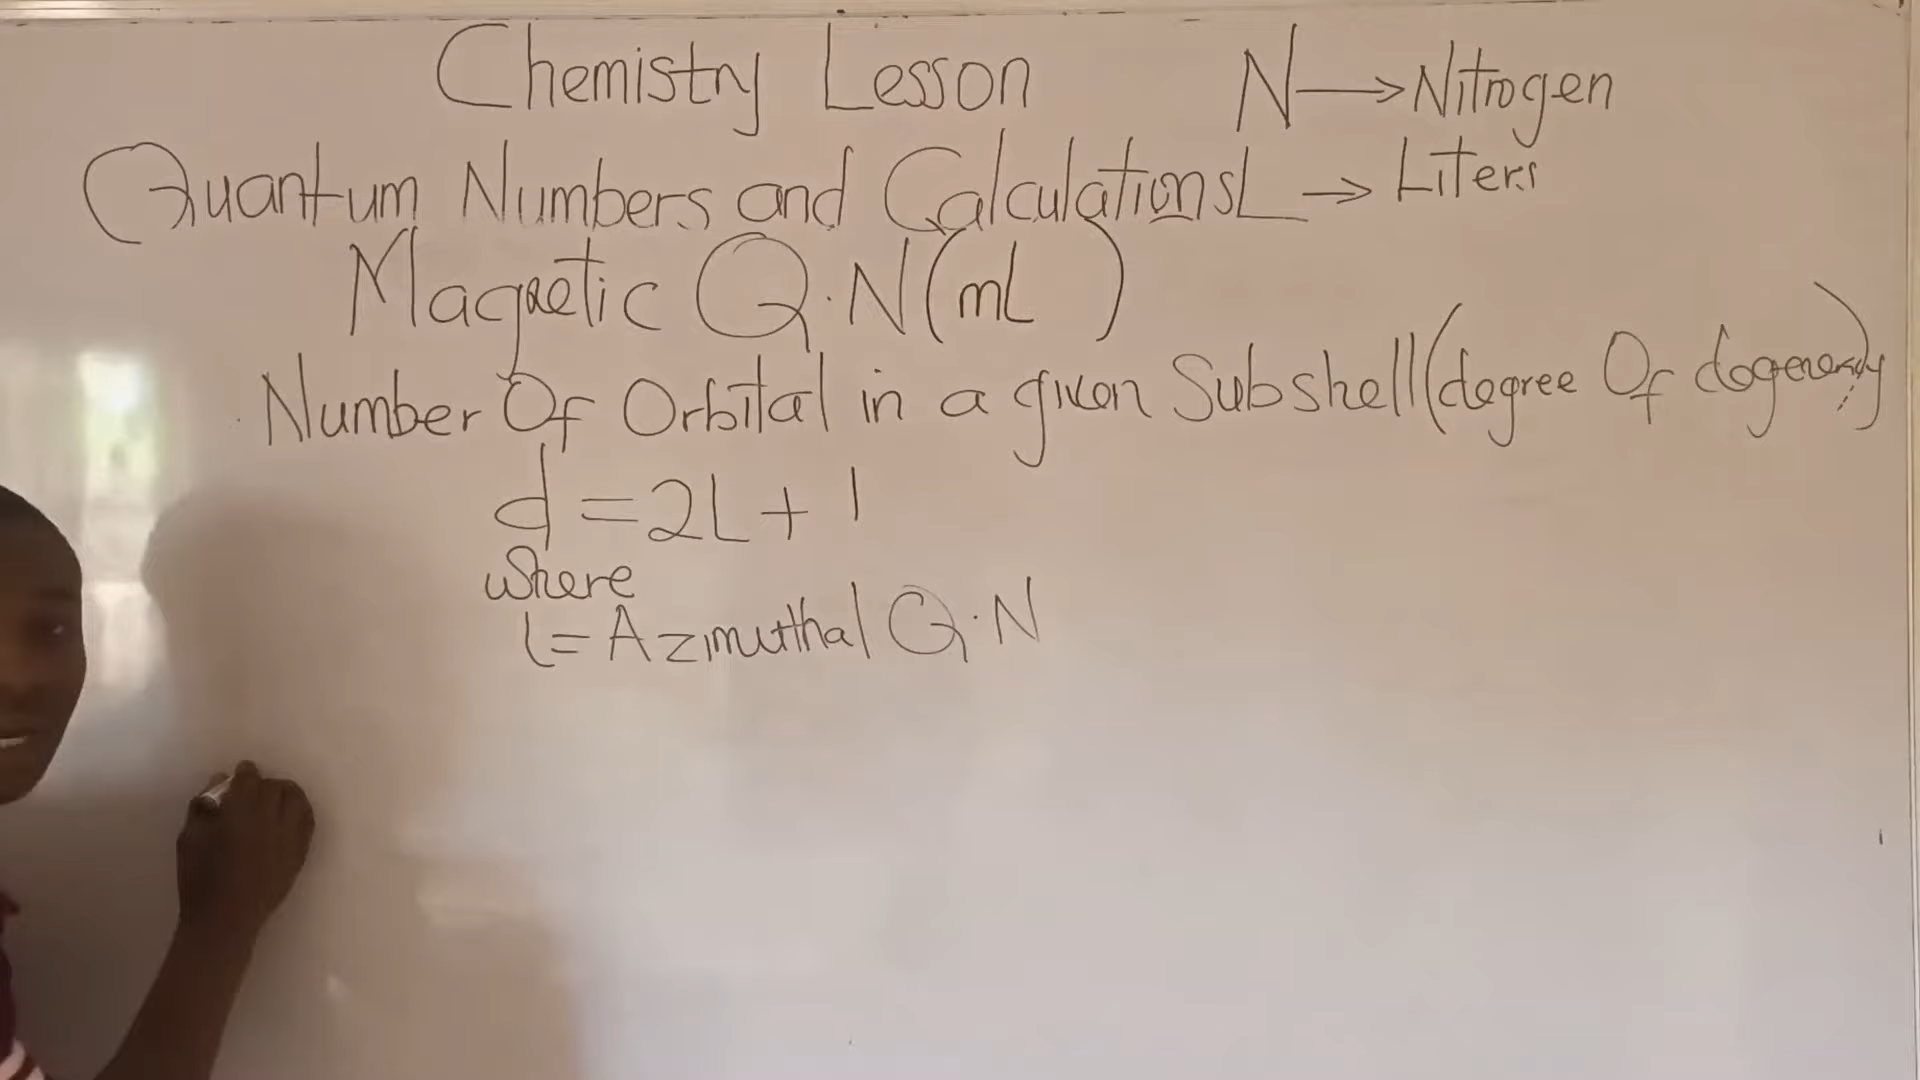 Chemistry Lesson
N → Nitrogen
Quantum Numbers and Calculations
L → Liters
Magnetic Q.N (mL )
Number Of Orbital in a given Subshell (degree Of degeneracy)
d = 2L + 1
where
l = Azimuthal Q.N